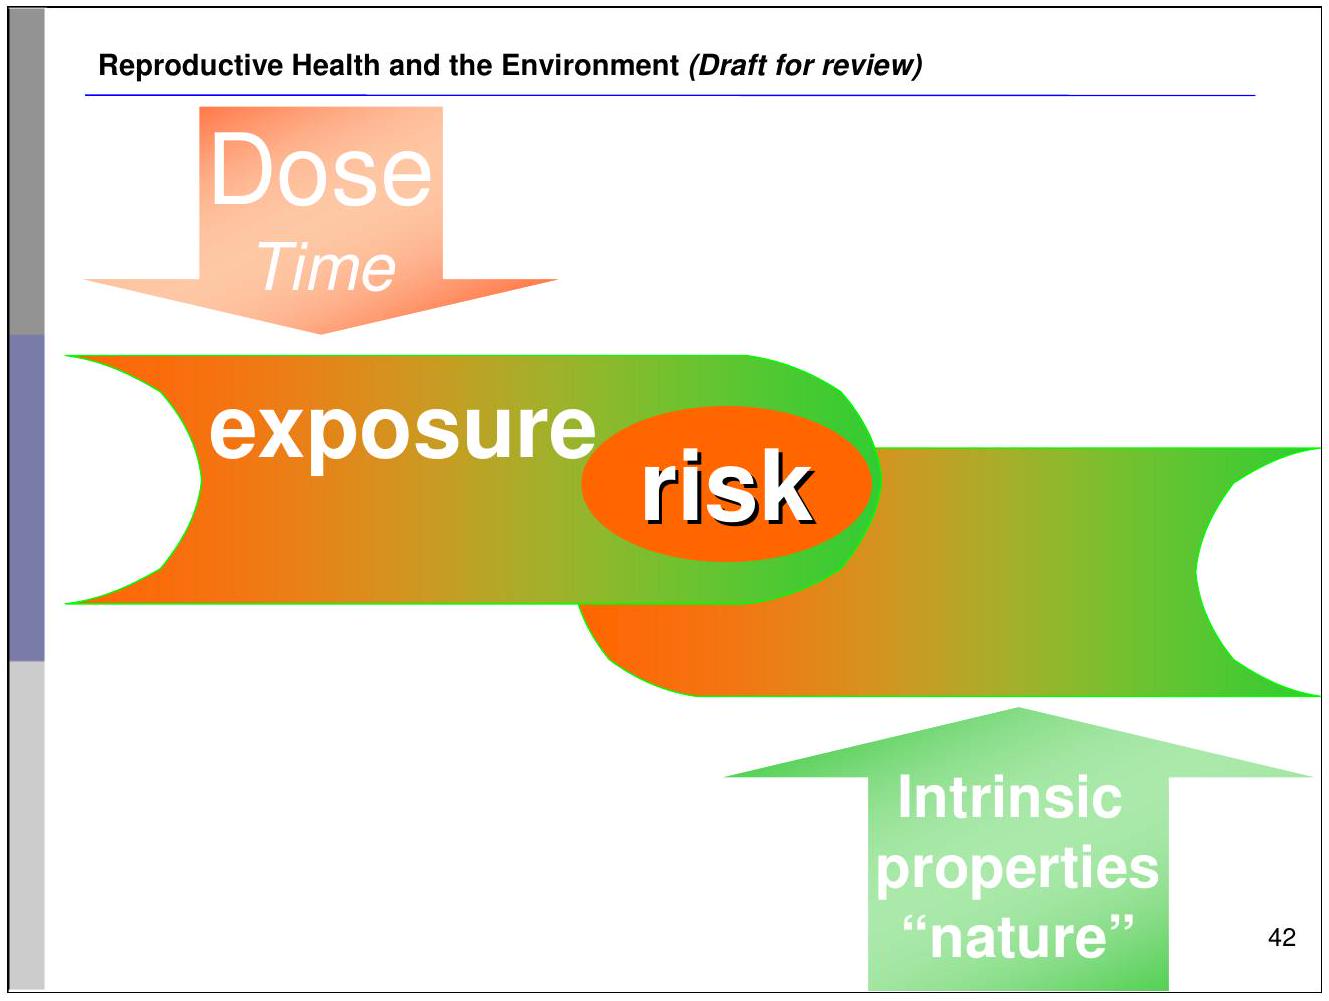 Reproductive Health and the Environment (Draft for review)
Dose
Time
exposure
risk
Intrinsic
properties
“nature”
42